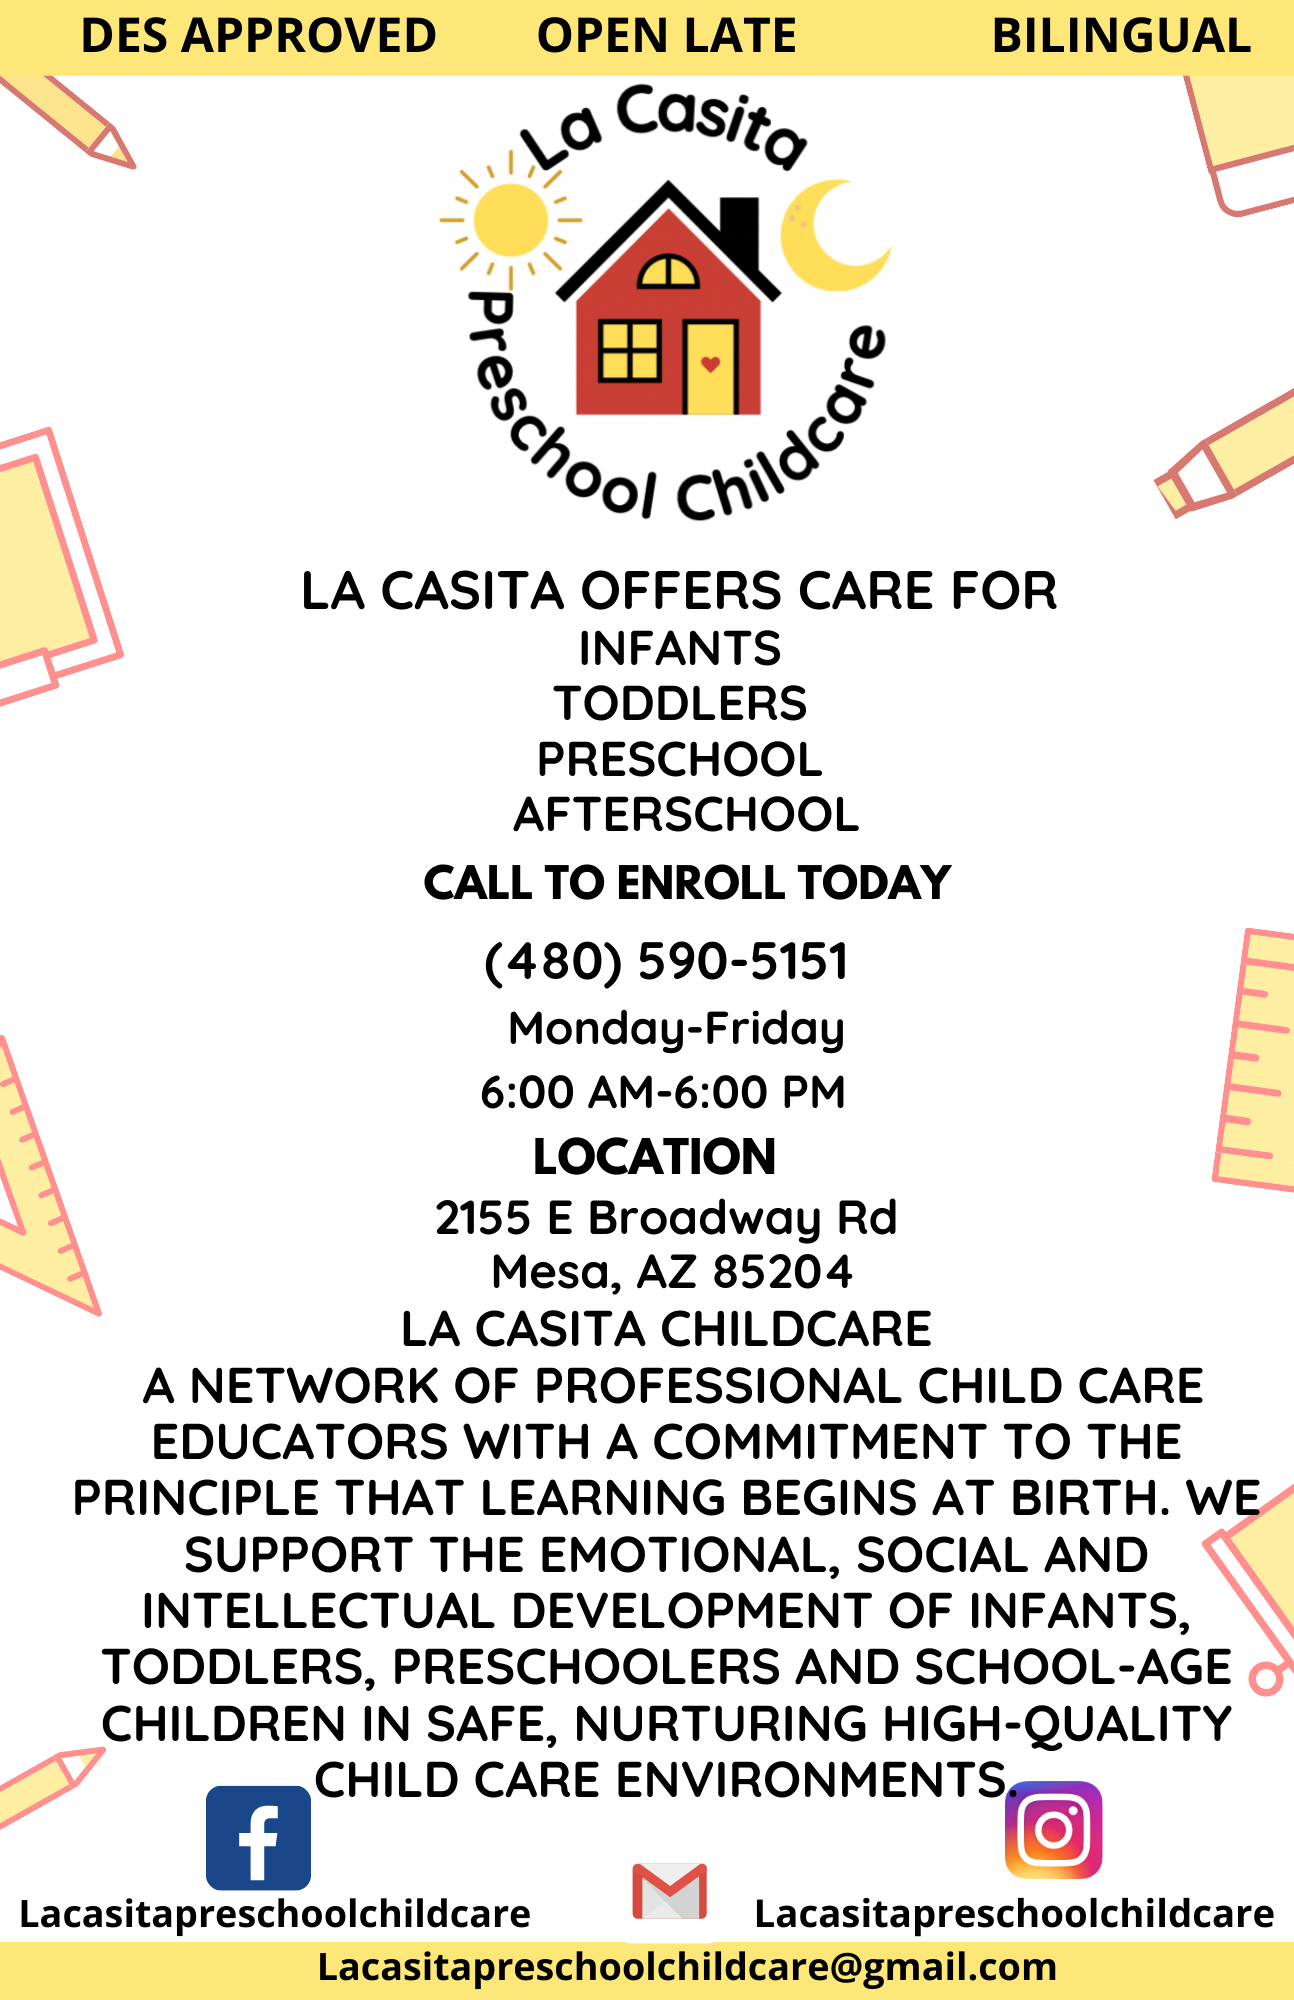 DES APPROVED OPEN LATE BILINGUAL
La Casita
Preschool Childcare
LA CASITA OFFERS CARE FOR
INFANTS
TODDLERS
PRESCHOOL
AFTERSCHOOL
CALL TO ENROLL TODAY
(480) 590-5151
Monday-Friday
6:00 AM-6:00 PM
LOCATION
2155 E Broadway Rd
Mesa, AZ 85204
LA CASITA CHILDCARE
A NETWORK OF PROFESSIONAL CHILD CARE
EDUCATORS WITH A COMMITMENT TO THE
PRINCIPLE THAT LEARNING BEGINS AT BIRTH. WE
SUPPORT THE EMOTIONAL, SOCIAL AND
INTELLECTUAL DEVELOPMENT OF INFANTS,
TODDLERS, PRESCHOOLERS AND SCHOOL-AGE
CHILDREN IN SAFE, NURTURING HIGH-QUALITY
CHILD CARE ENVIRONMENTS.
Lacasitapreschoolchildcare
Lacasitapreschoolchildcare
Lacasitapreschoolchildcare@gmail.com